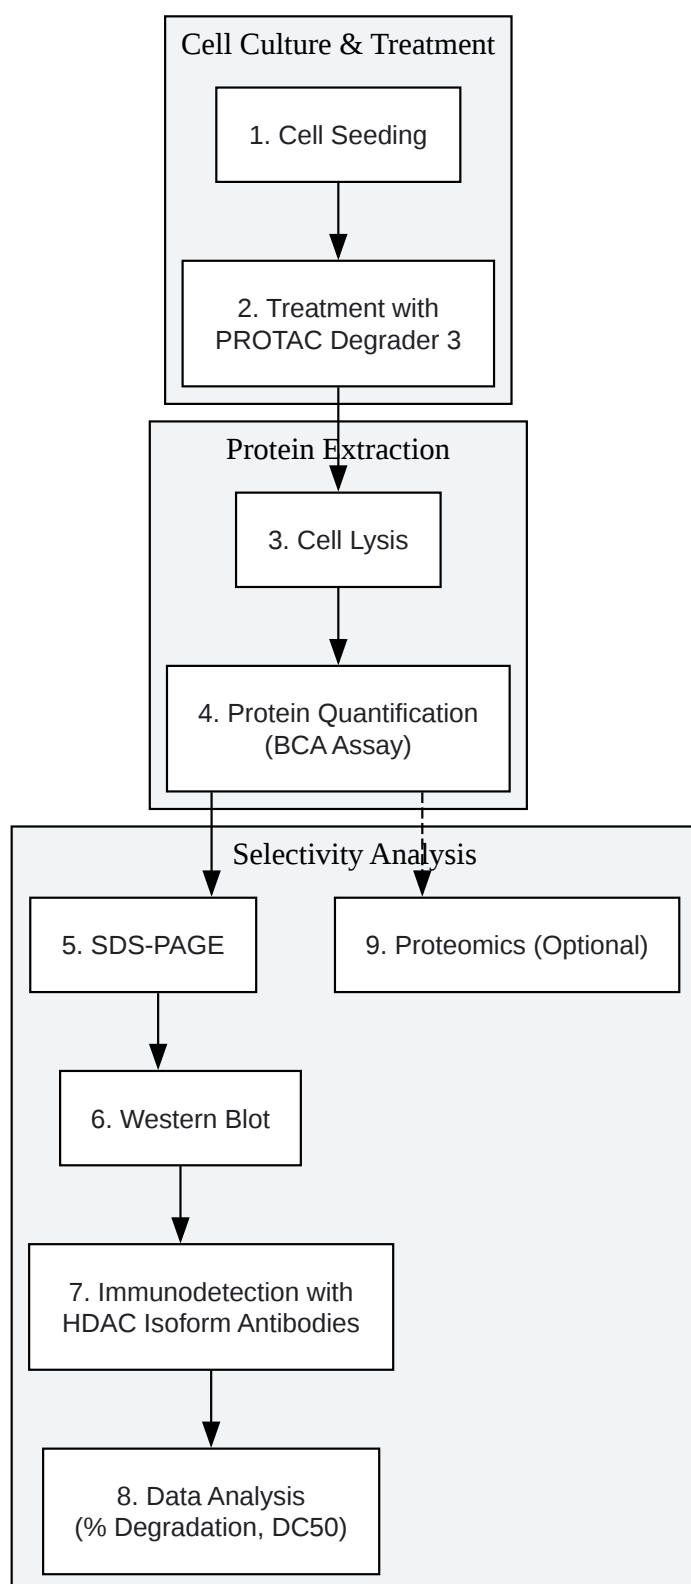 Cell Culture & Treatment
1. Cell Seeding
2. Treatment with
PROTAC Degrader 3
Protein Extraction
3. Cell Lysis
4. Protein Quantification
(BCA Assay)
Selectivity Analysis
5. SDS-PAGE
9. Proteomics (Optional)
6. Western Blot
7. Immunodetection with
HDAC Isoform Antibodies
8. Data Analysis
(% Degradation, DC50)